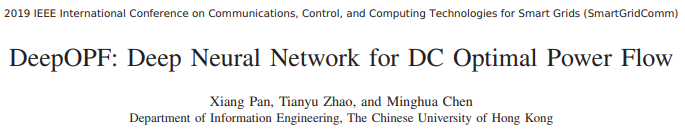 2019 IEEE International Conference on Communications, Control, and Computing Technologies for Smart Grids (SmartGridComm)
DeepOPF: Deep Neural Network for DC Optimal Power Flow
Xiang Pan, Tianyu Zhao, and Minghua Chen
Department of Information Engineering, The Chinese University of Hong Kong